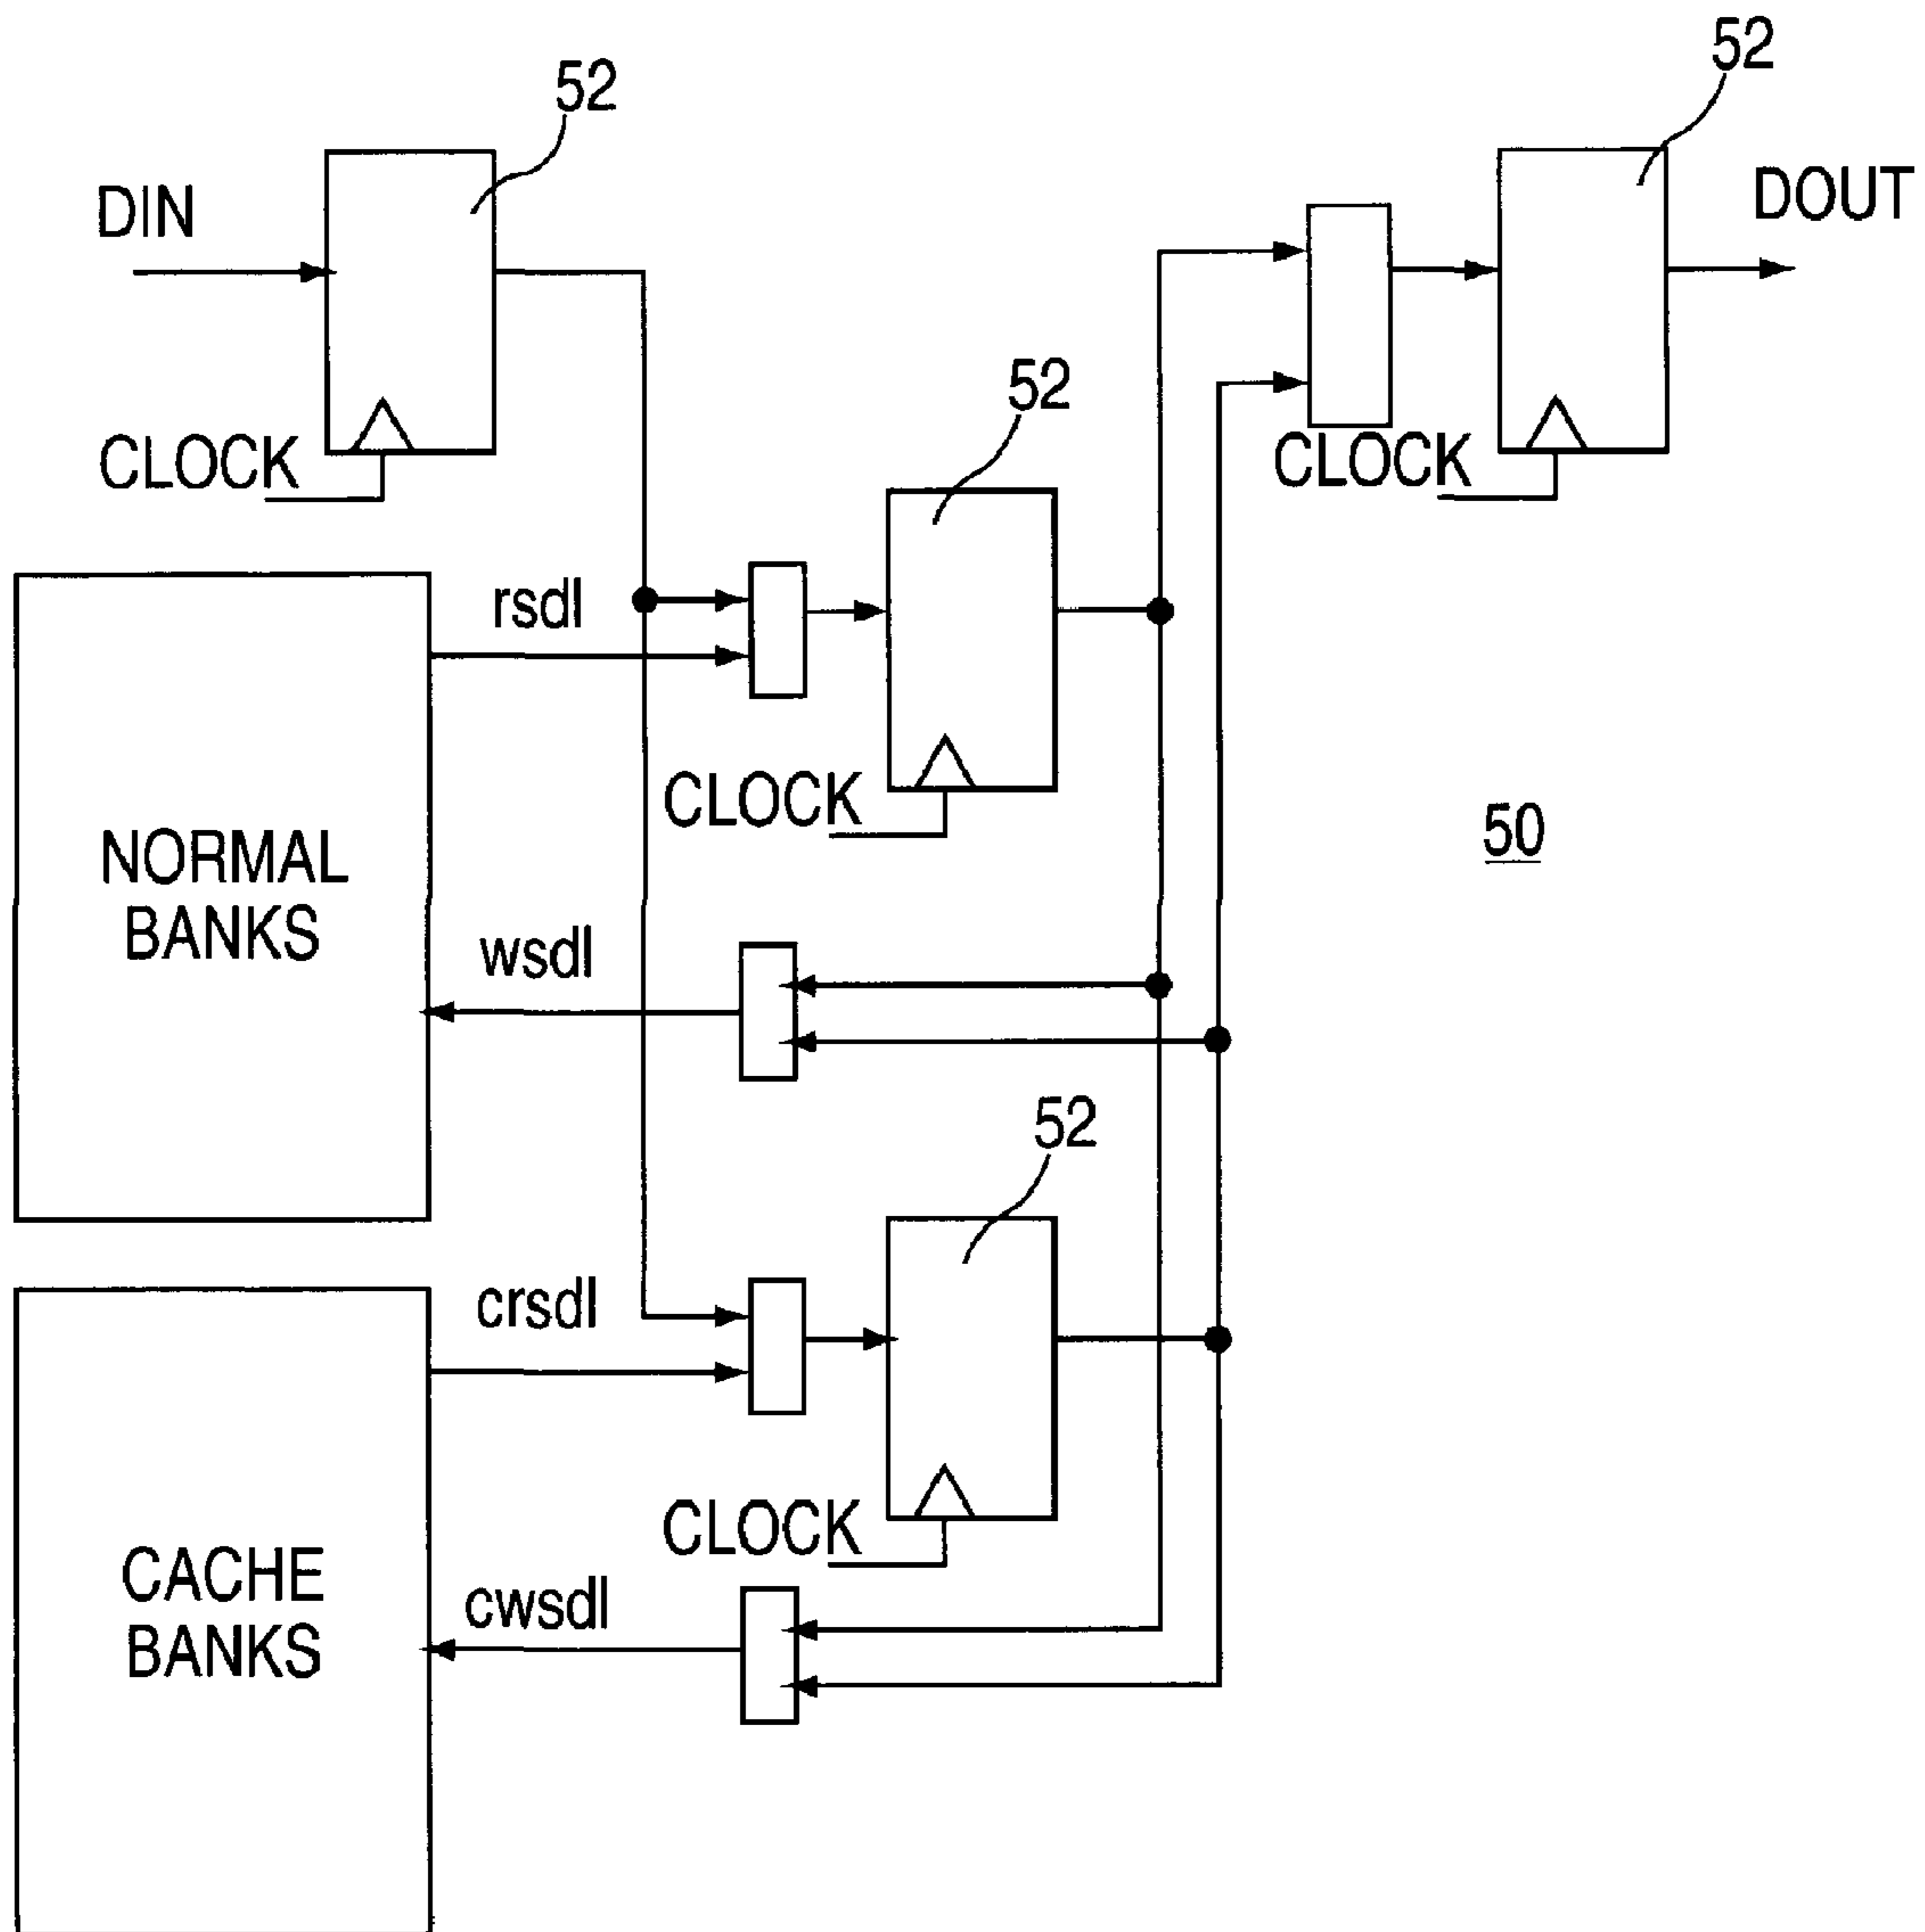 52
52
DIN
DOUT
52
CLOCK
CLOCK
rsdl
CLOCK
50
NORMAL
BANKS
wsdl
52
crsdl
CLOCK
CACHE
BANKS
cwsdl